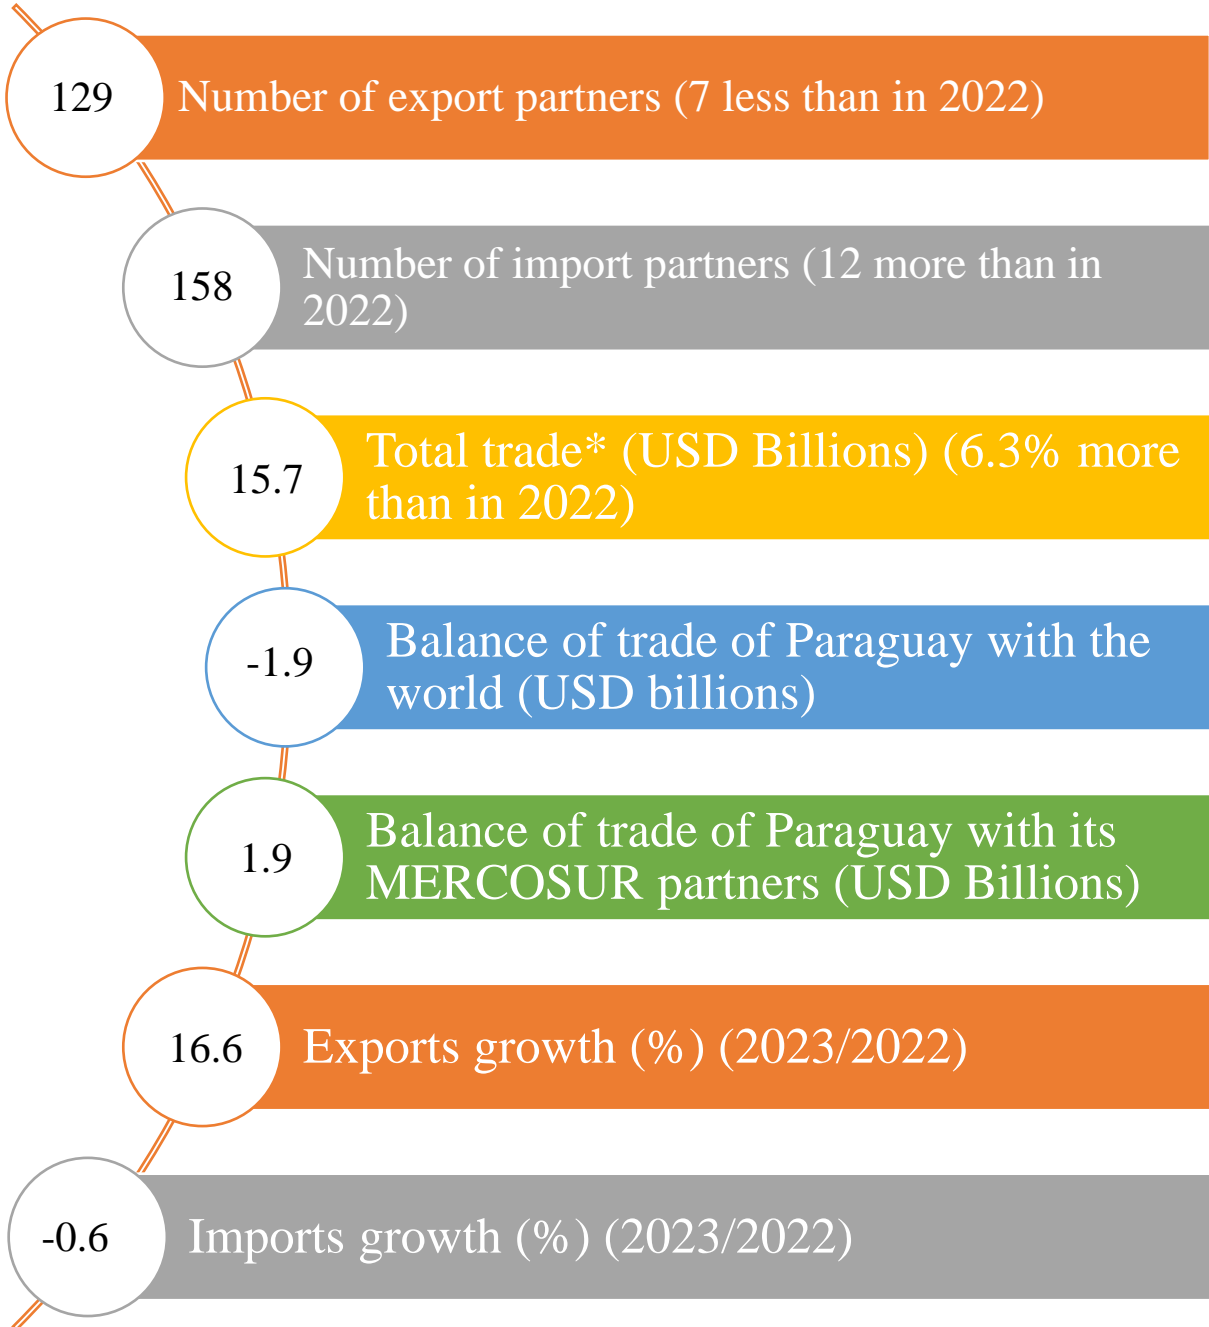 129
Number of export partners (7 less than in 2022)
158
Number of import partners (12 more than in
2022)
15.7
Total trade* (USD Billions) (6.3% more
than in 2022)
-1.9
Balance of trade of Paraguay with the
world (USD billions)
1.9
Balance of trade of Paraguay with its
MERCOSUR partners (USD Billions)
16.6
Exports growth (%) (2023/2022)
-0.6
Imports growth (%) (2023/2022)